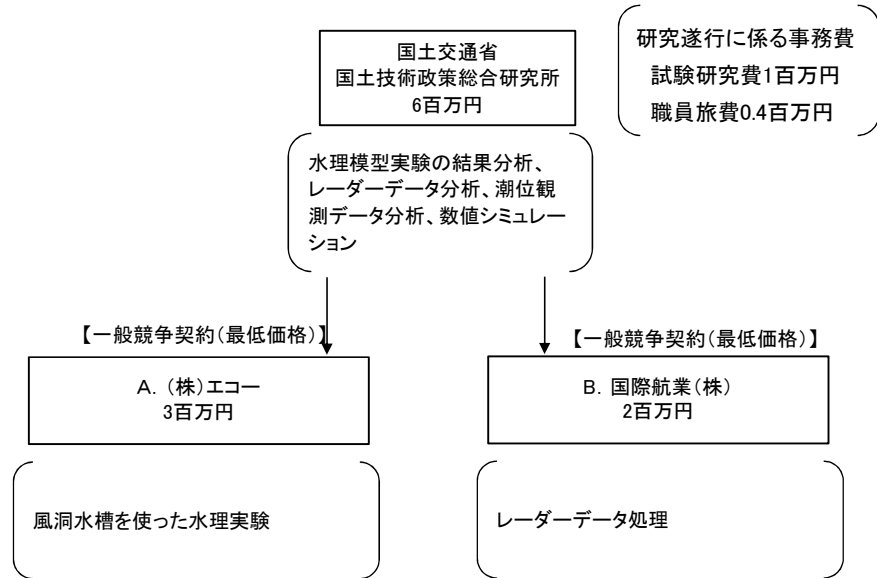 国土交通省
国土技術政策総合研究所
6百万円
研究遂行に係る事務費
試験研究費1百万円
職員旅費0.4百万円
水理模型実験の結果分析、
レーダーデータ分析、潮位観
測データ分析、数値シミュレー
ション
【一般競争契約(最低価格)】
A. (株)エコー
3百万円
風洞水槽を使った水理実験
【一般競争契約(最低価格)】
B. 国際航業(株)
2百万円
レーダーデータ処理